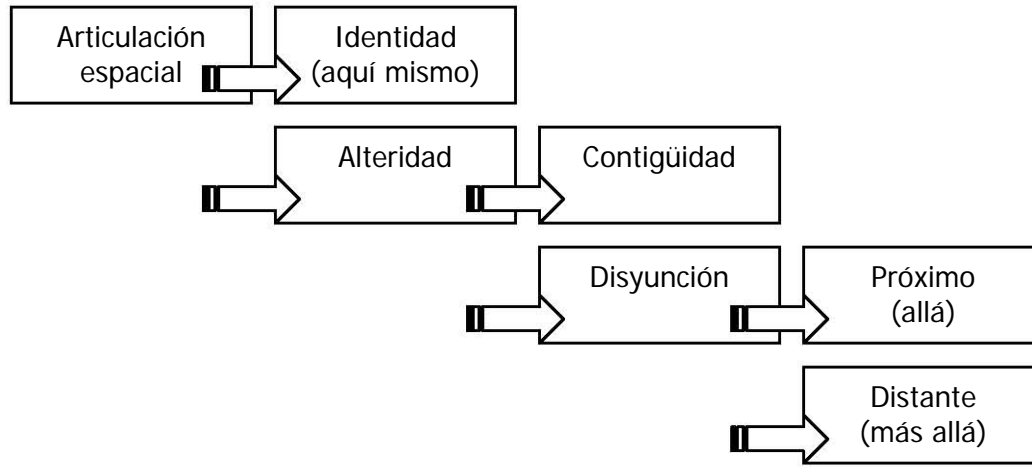 Articulación
espacial
Identidad
(aquí mismo)
Alteridad
Contigüidad
Disyunción
Próximo
(allá)
Distante
(más allá)